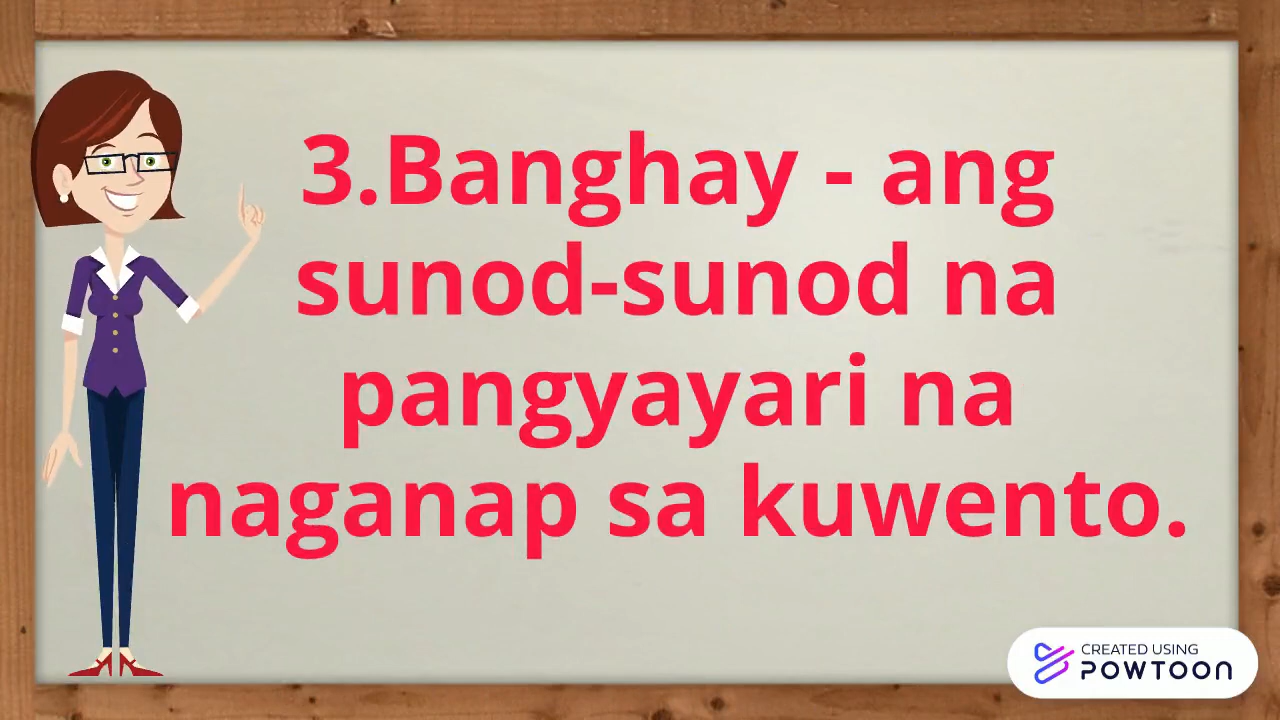 3.Banghay - ang
sunod-sunod na
pangyayari na
naganap sa kuwento.
CREATED USING
POWTOON